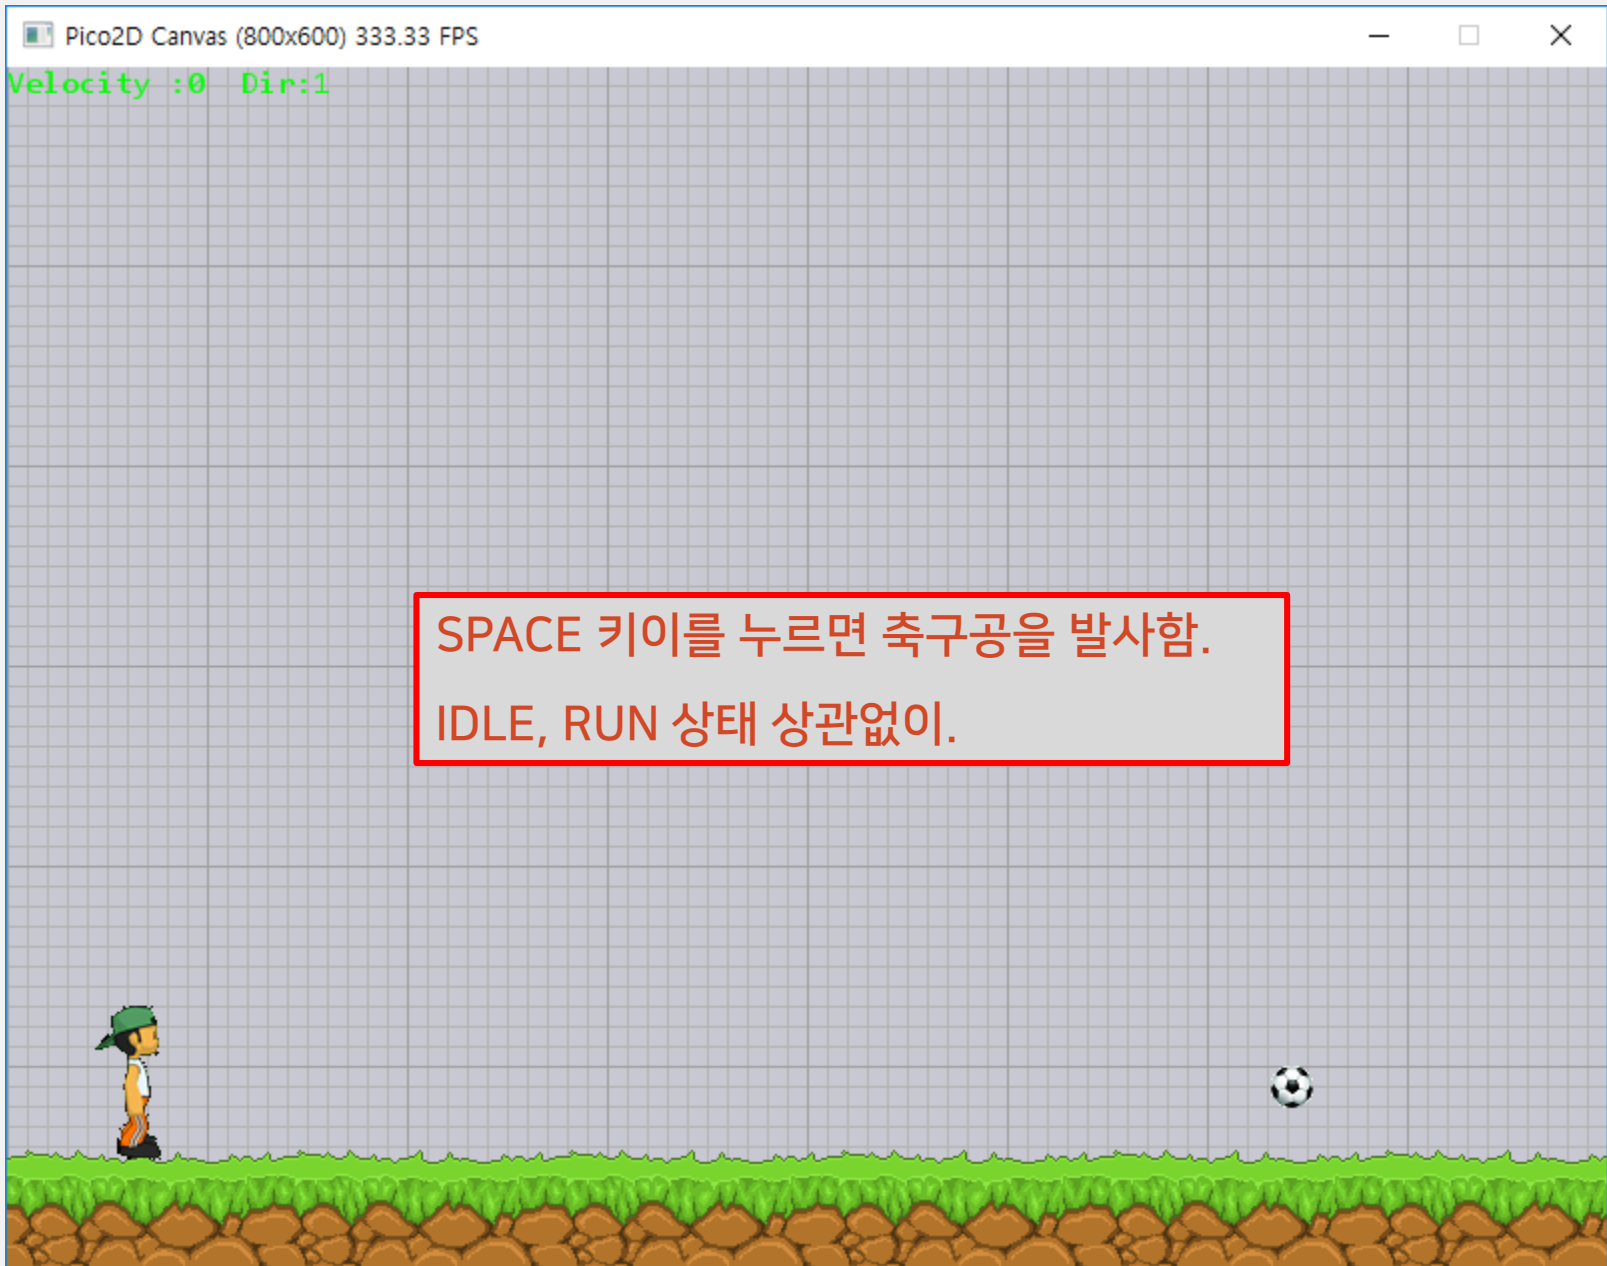 Pico2D Canvas (800x600) 333.33 FPS
Velocity :0  Dir:1
SPACE 키이를 누르면 축구공을 발사함.
IDLE, RUN 상태 상관없이.